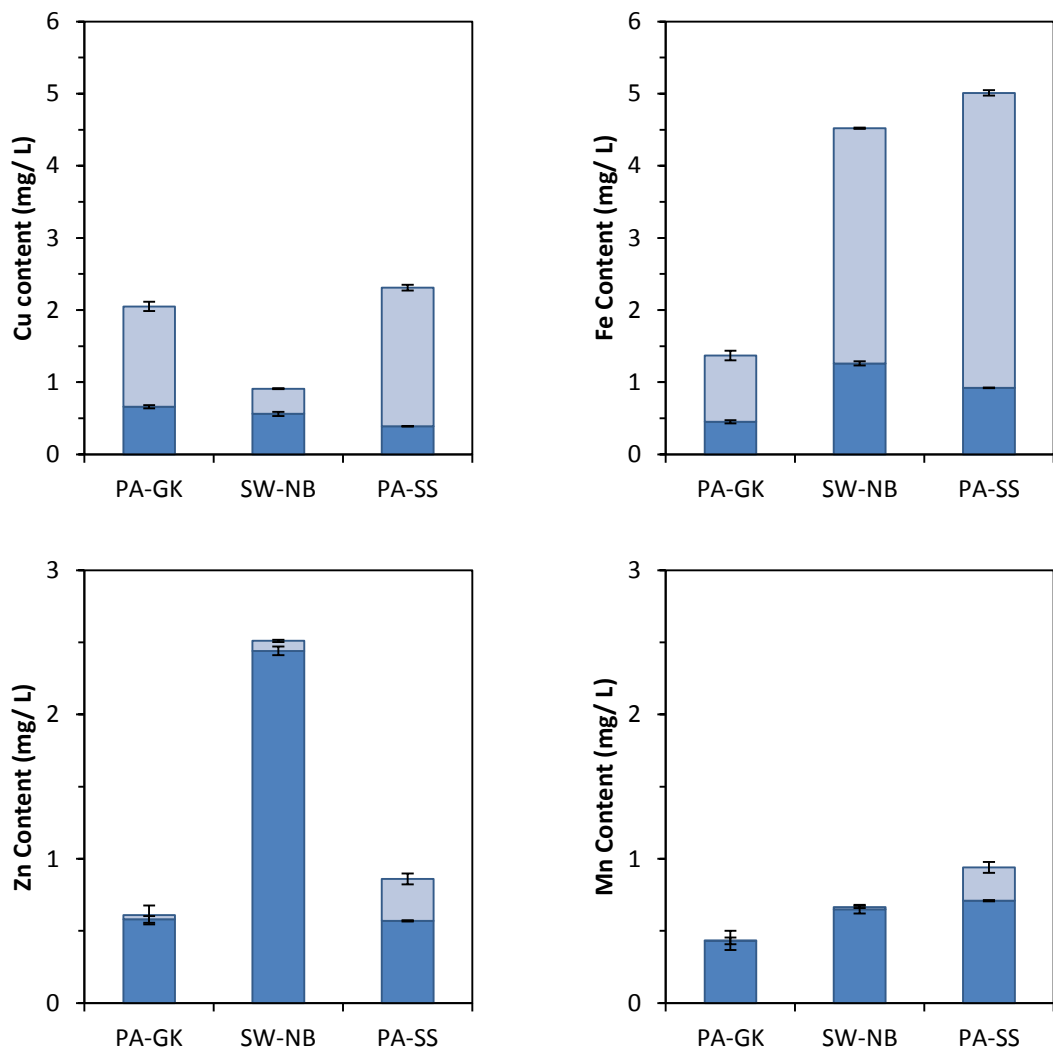 Cu content (mg/ L)
6
5
4
3
2
1
0
PA-GK SW-NB PA-SS
Fe Content (mg/ L)
6
5
4
3
2
1
0
PA-GK SW-NB PA-SS
Zn Content (mg/ L)
3
2
1
0
PA-GK SW-NB PA-SS
Mn Content (mg/ L)
3
2
1
0
PA-GK SW-NB PA-SS